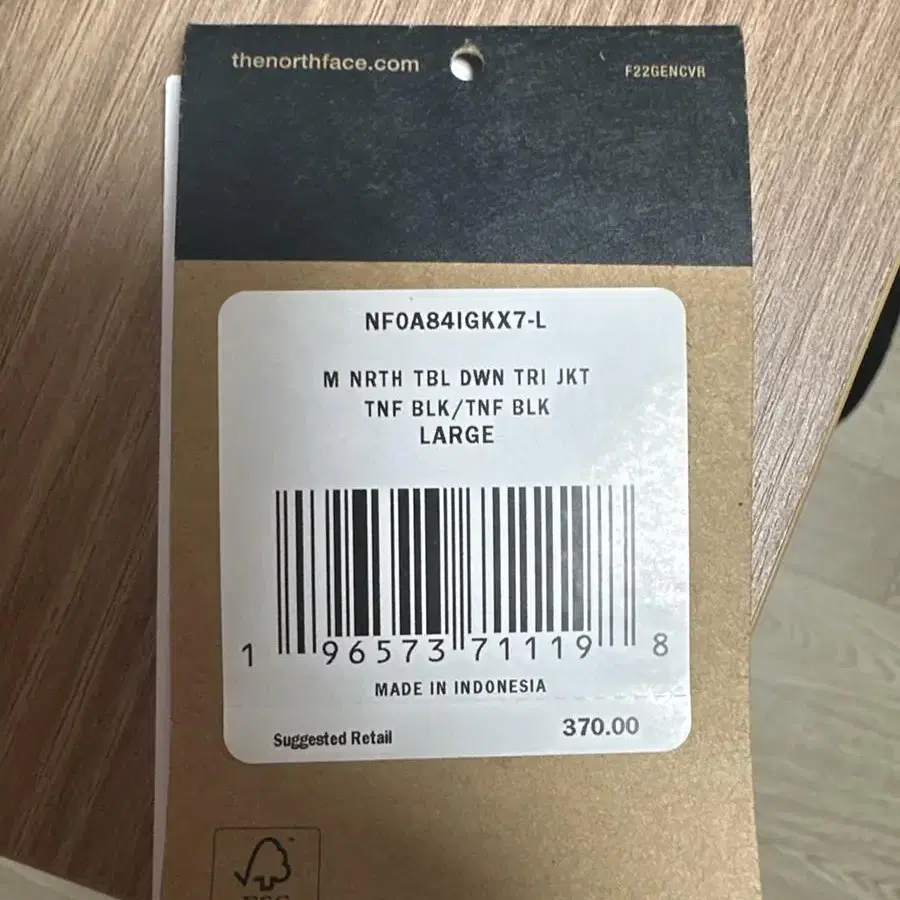 thenorthface.com
F22GENCVR
NF0A84IGKX7-L
M NRTH TBL DWN TRI JKT
TNF BLK/TNF BLK
LARGE
1 96573 71119 8
MADE IN INDONESIA
Suggested Retail 370.00